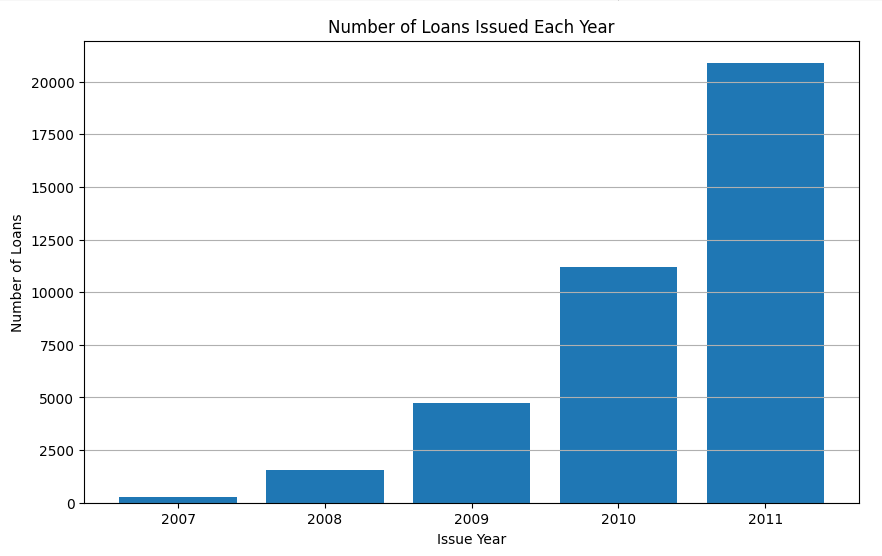 Number of Loans Issued Each Year
20000
17500
15000
12500
10000
7500
5000
2500
0
Number of Loans
2007 2008 2009 2010 2011
Issue Year